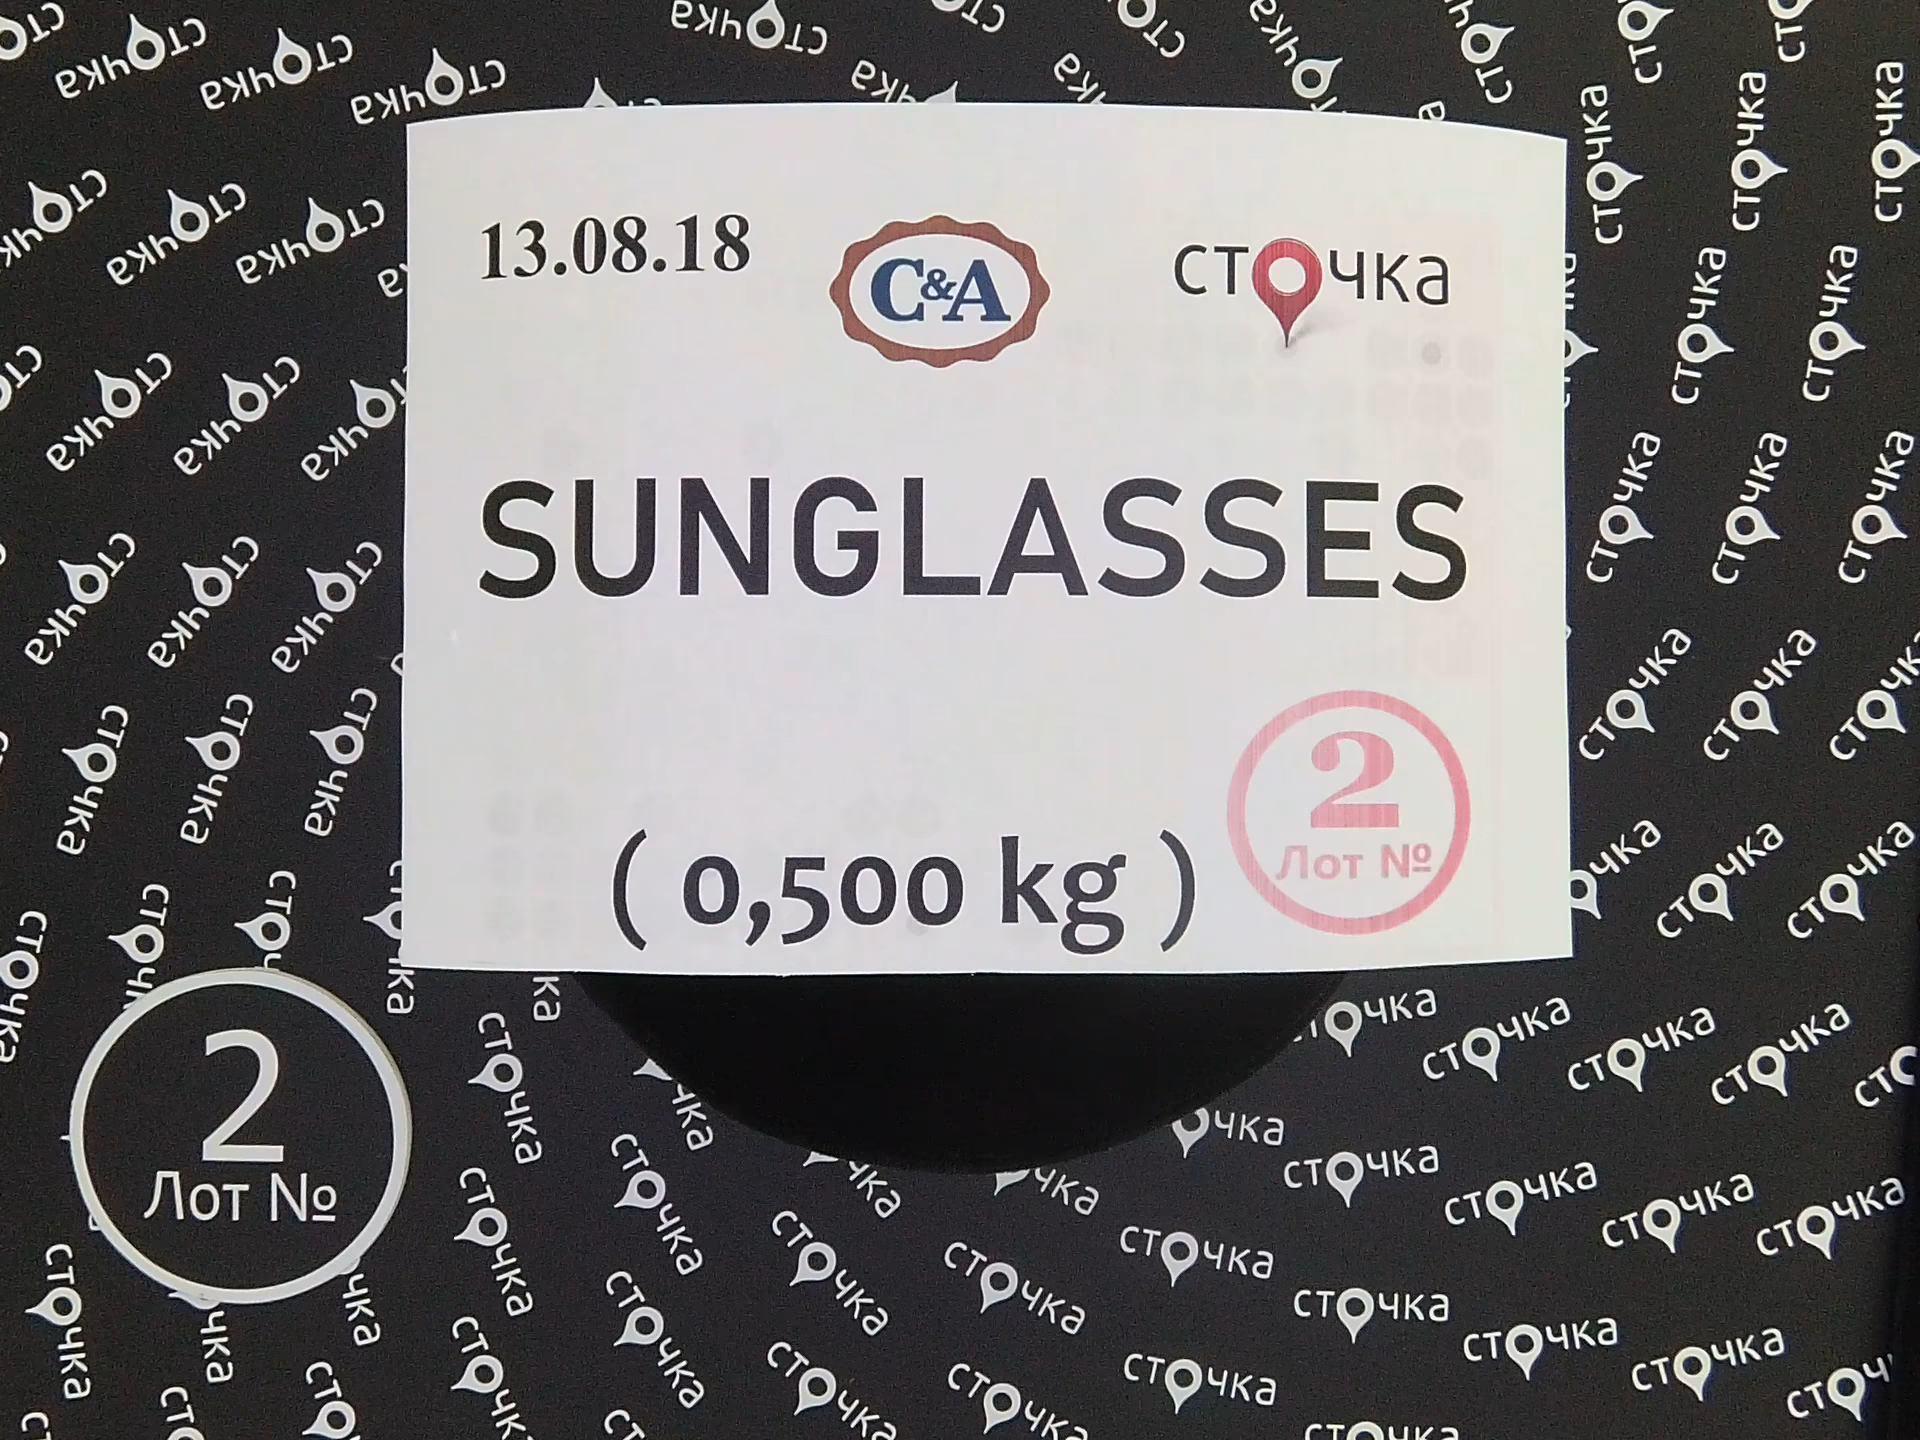 13.08.18
C&A
сточка
SUNGLASSES
( 0,500 kg )
2
Лот №
2
Лот №
сточка